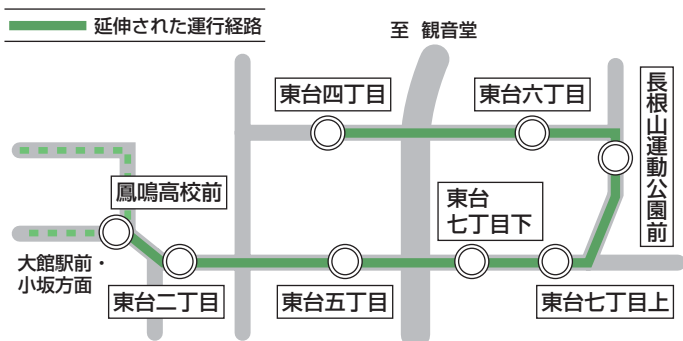 延伸された運行経路
至 観音堂
東台四丁目
東台六丁目
長根山運動公園前
鳳鳴高校前
東台
七丁目下
大館駅前・
小坂方面
東台二丁目
東台五丁目
東台七丁目上